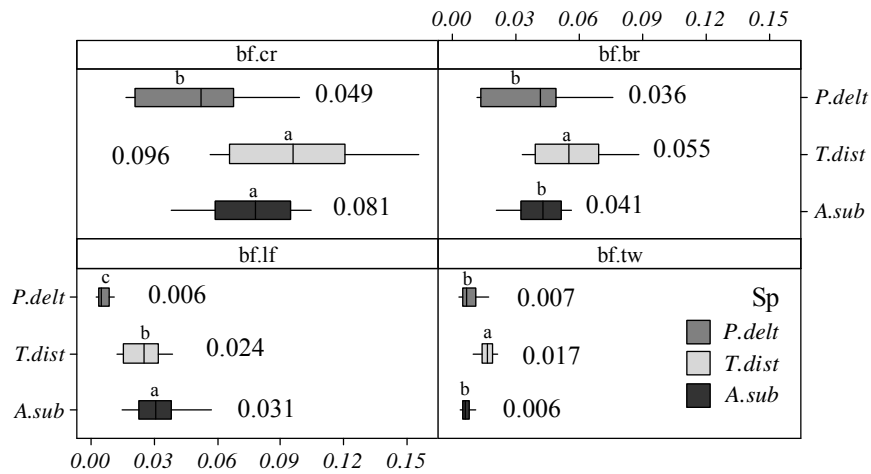 0.00 0.03 0.06 0.09 0.12 0.15
bf.cr bf.br
b 0.049 b 0.036 P.delt
0.096 a a 0.055 T.dist
a 0.081 b 0.041 A.sub
bf.lf bf.tw
P.delt c 0.006 b 0.007 Sp
P.delt
T.dist b 0.024 a 0.017 T.dist
A.sub a 0.031 b 0.006 A.sub
0.00 0.03 0.06 0.09 0.12 0.15